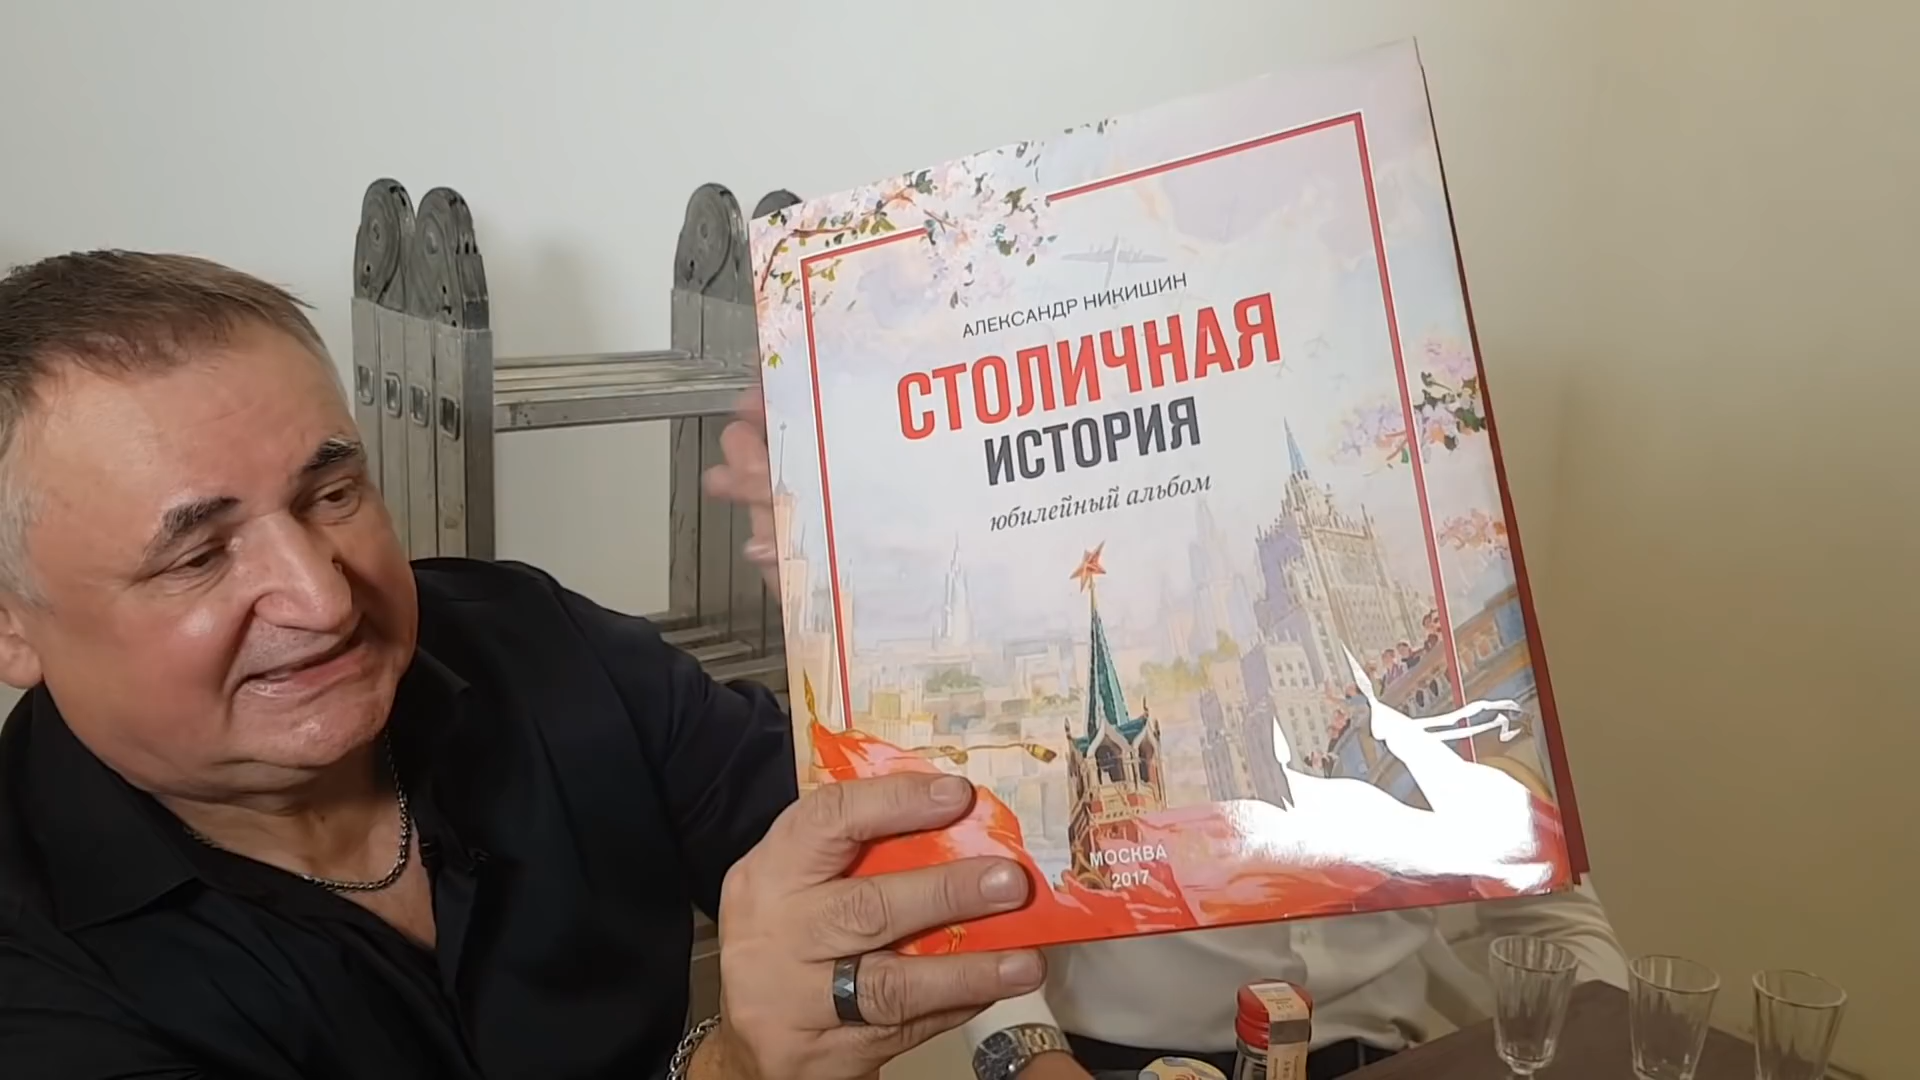 АЛЕКСАНДР НИКИШИН
СТОЛИЧНАЯ
ИСТОРИЯ
юбилейный альбом
МОСКВА
2017